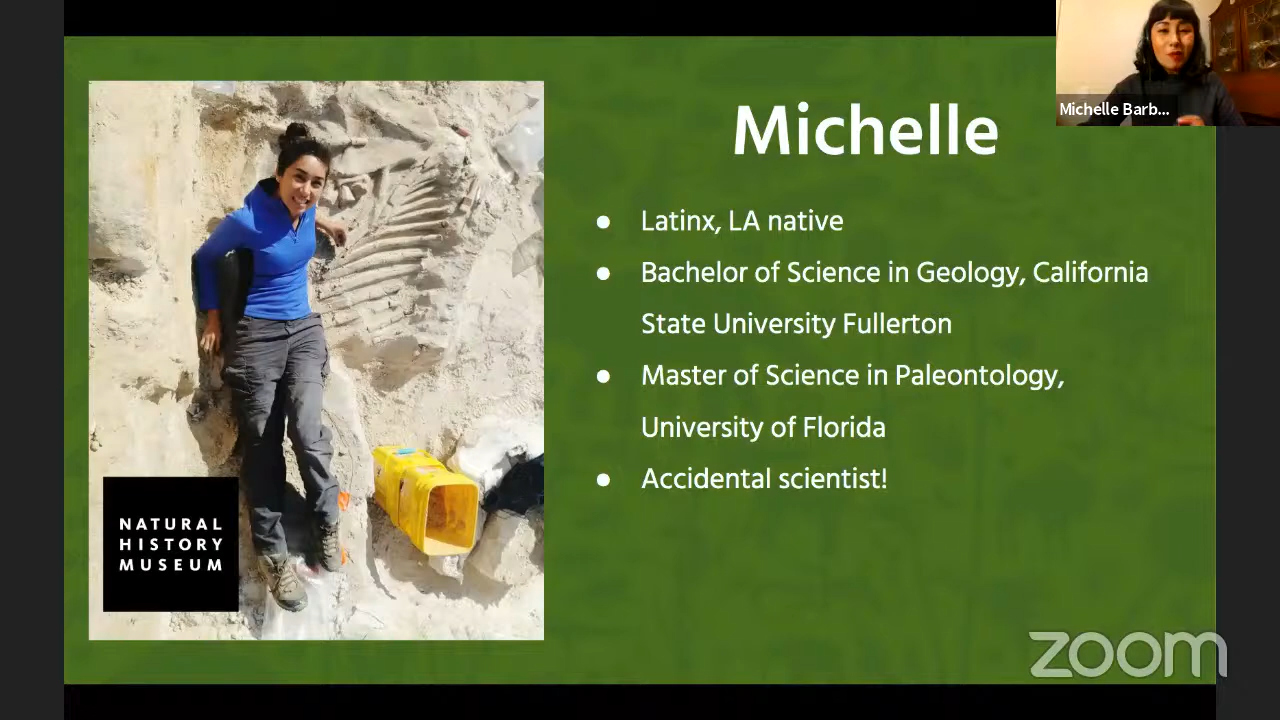 Michelle
Michelle Barb...
● Latinx, LA native
● Bachelor of Science in Geology, California
State University Fullerton
● Master of Science in Paleontology,
University of Florida
● Accidental scientist!
NATURAL
HISTORY
MUSEUM
zoom